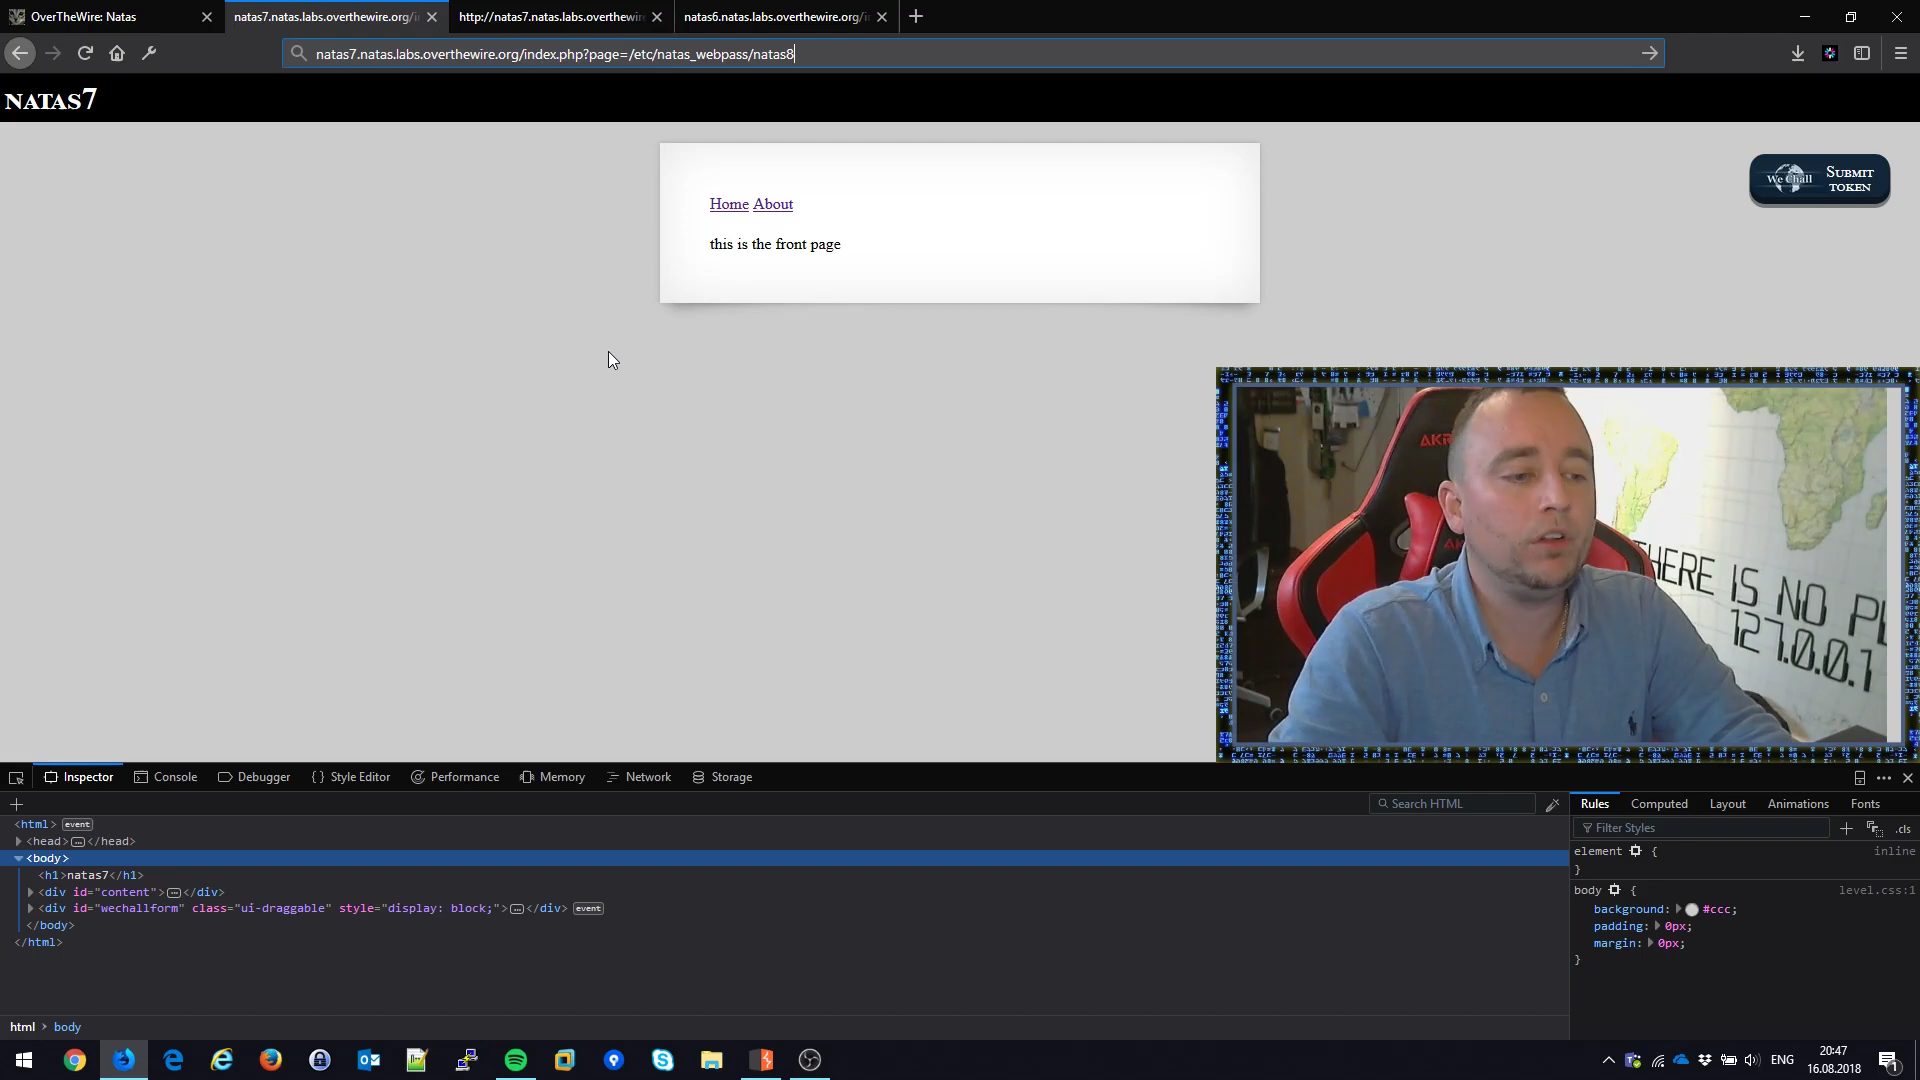 OverTheWire: Natas
natas7.natas.labs.overthewire.org/i
http://natas7.natas.labs.overthewire
natas6.natas.labs.overthewire.org/i
natas7.natas.labs.overthewire.org/index.php?page=/etc/natas_webpass/natas8
NATAS7
Home About
this is the front page
We Chall
SUBMIT
TOKEN
AKR
HERE IS NO PL
127.0.0.1
Inspector
Console
Debugger
{} Style Editor
Performance
Memory
Network
Storage
Search HTML
<html> event
<head> </head>
<body>
<h1>natas7</h1>
<div id="content"> </div>
<div id="wechallform" class="ui-draggable" style="display: block;"> </div> event
</body>
</html>
Rules
Computed
Layout
Animations
Fonts
Filter Styles
.cls
element { inline
}
body { level.css:1
background: #ccc;
padding: 0px;
margin: 0px;
}
html > body
ENG
20:47
16.08.2018
1